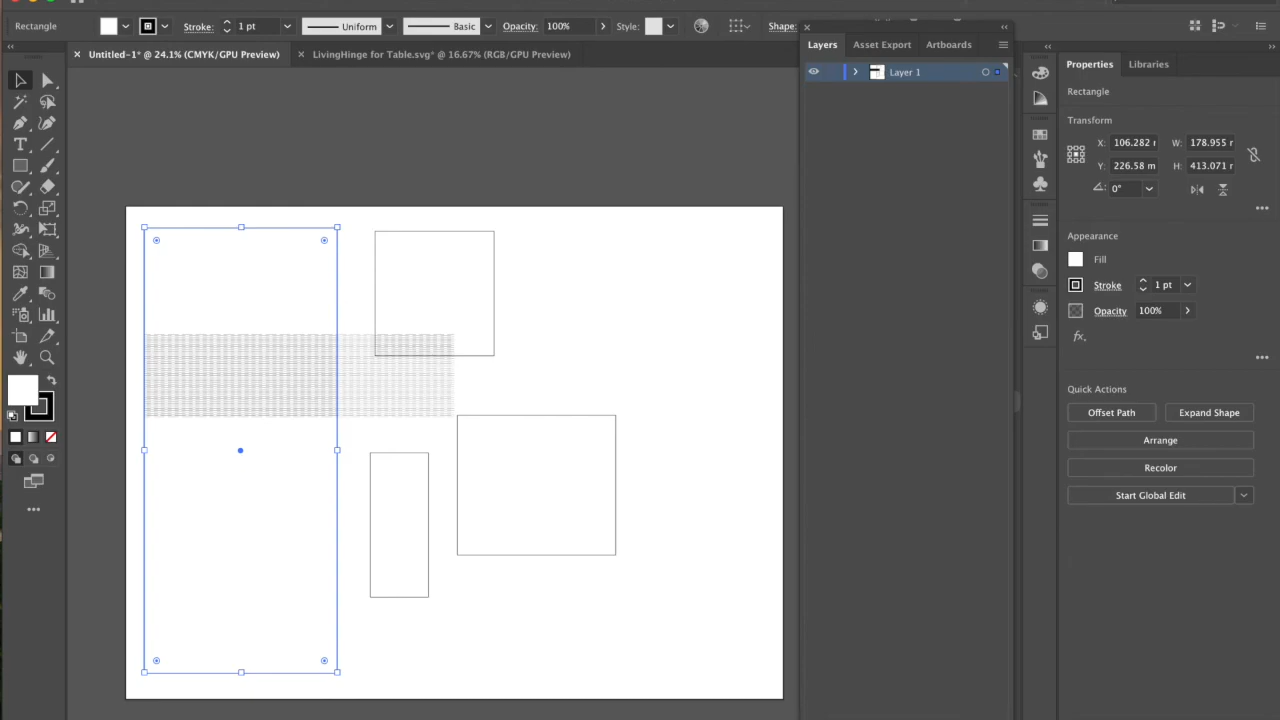 Rectangle Stroke: 1 pt Uniform Basic Opacity: 100% Style: Shape:
Untitled-1* @ 24.1% (CMYK/GPU Preview) LivingHinge for Table.svg* @ 16.67% (RGB/GPU Preview)
Layers Asset Export Artboards
Layer 1
Properties Libraries
Rectangle
Transform
X: 106.282 W: 178.955
Y: 226.58 m H: 413.071
0°
Appearance
Fill
Stroke 1 pt
Opacity 100%
fx.
Quick Actions
Offset Path Expand Shape
Arrange
Recolor
Start Global Edit